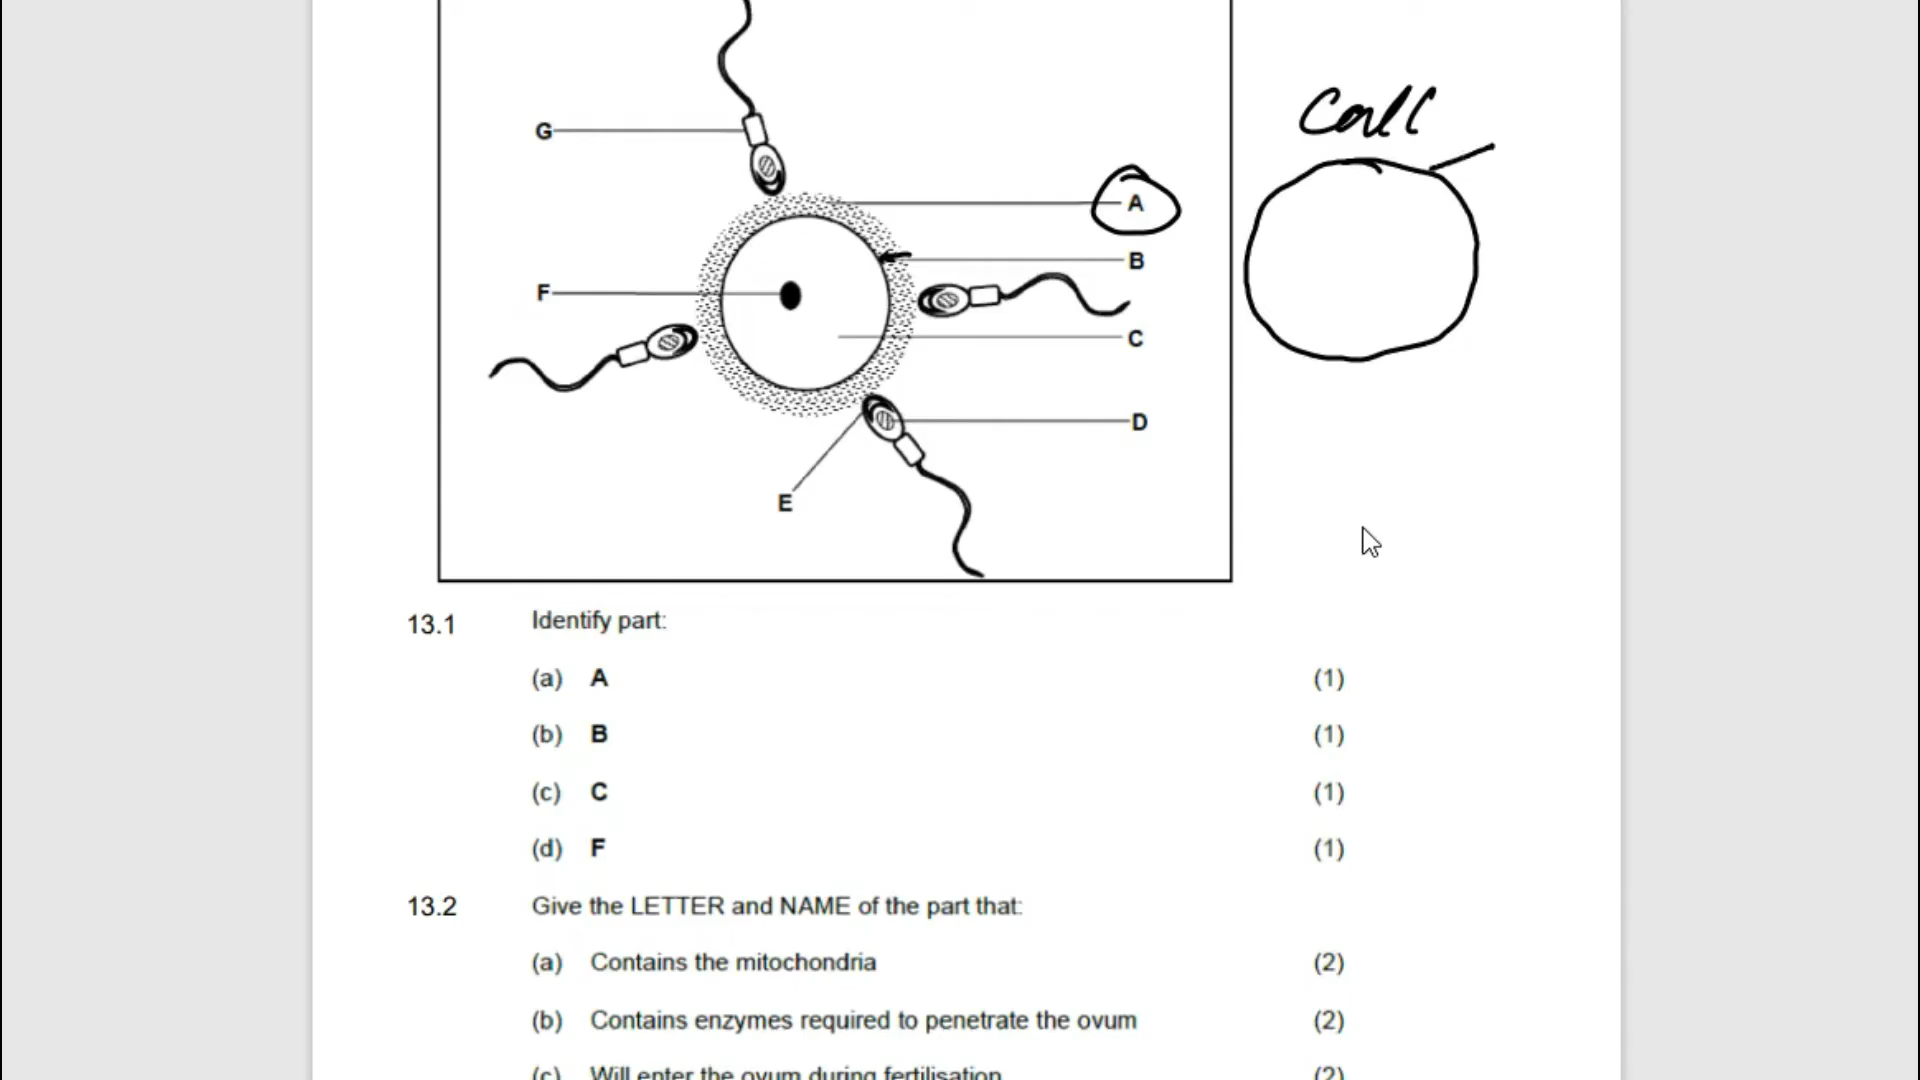 G
A
B
F
C
D
E
13.1 Identify part:
(a) A (1)
(b) B (1)
(c) C (1)
(d) F (1)
13.2 Give the LETTER and NAME of the part that:
(a) Contains the mitochondria (2)
(b) Contains enzymes required to penetrate the ovum (2)
(c) Will enter the ovum during fertilisation (2)